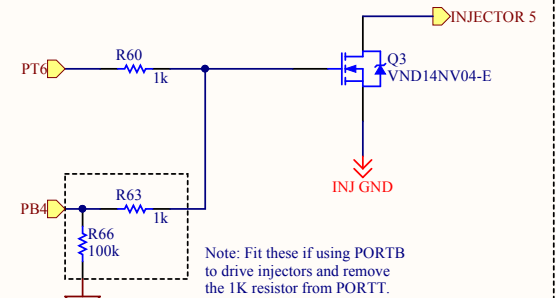 INJECTOR 5
R60
PT6
1k
Q3
VND14NV04-E
INJ GND
R63
PB4
1k
R66
100k
Note: Fit these if using PORTB
to drive injectors and remove
the 1K resistor from PORTT.